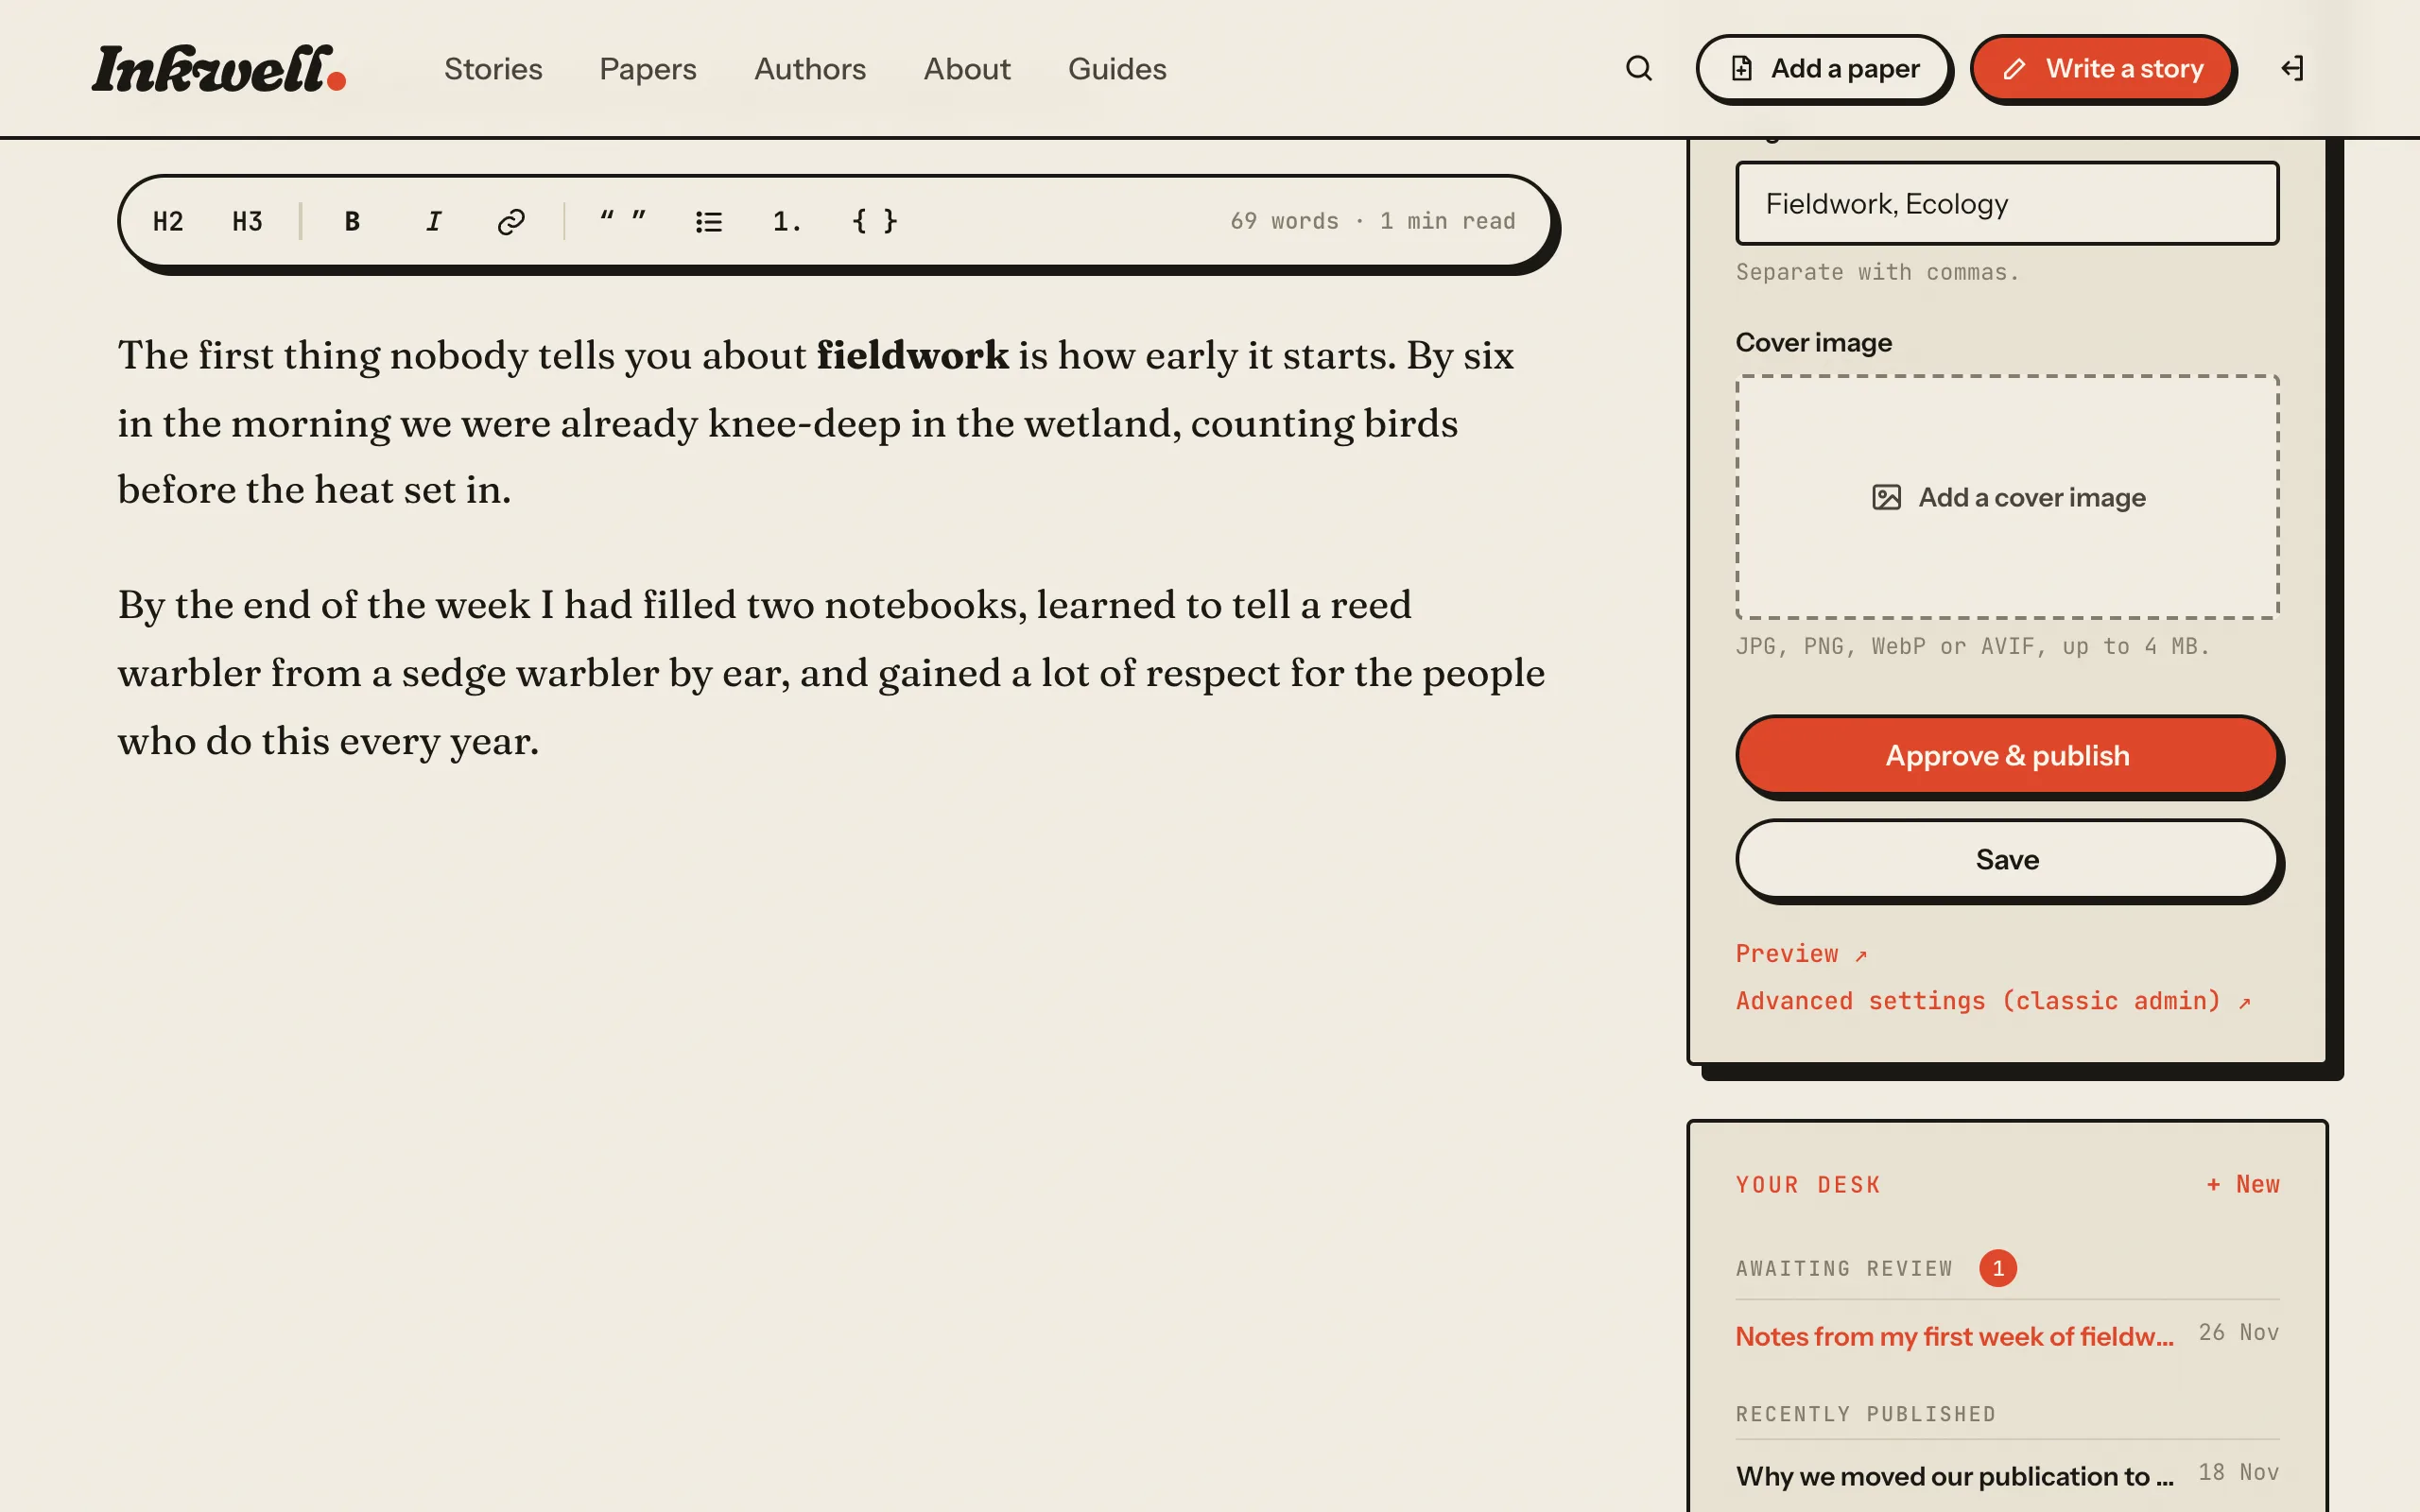 Inkwell.
Stories
Papers
Authors
About
Guides
Add a paper
Write a story
H2
H3
B
I
“ ”
1.
{ }
69 words · 1 min read
The first thing nobody tells you about fieldwork is how early it starts. By six
in the morning we were already knee-deep in the wetland, counting birds
before the heat set in.
By the end of the week I had filled two notebooks, learned to tell a reed
warbler from a sedge warbler by ear, and gained a lot of respect for the people
who do this every year.
Fieldwork, Ecology
Separate with commas.
Cover image
Add a cover image
JPG, PNG, WebP or AVIF, up to 4 MB.
Approve & publish
Save
Preview ↗
Advanced settings (classic admin) ↗
YOUR DESK
+ New
AWAITING REVIEW 1
Notes from my first week of fieldw... 26 Nov
RECENTLY PUBLISHED
Why we moved our publication to ... 18 Nov